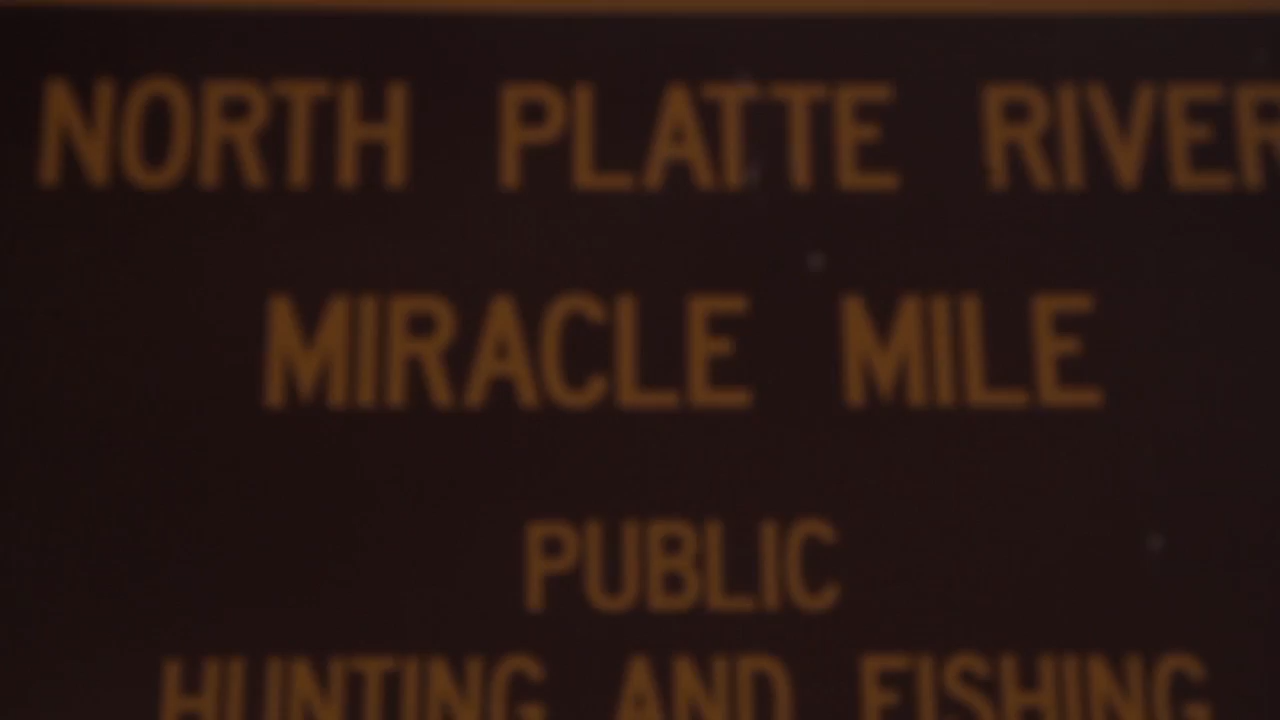 NORTH PLATTE RIVER
MIRACLE MILE
PUBLIC
HUNTING AND FISHING